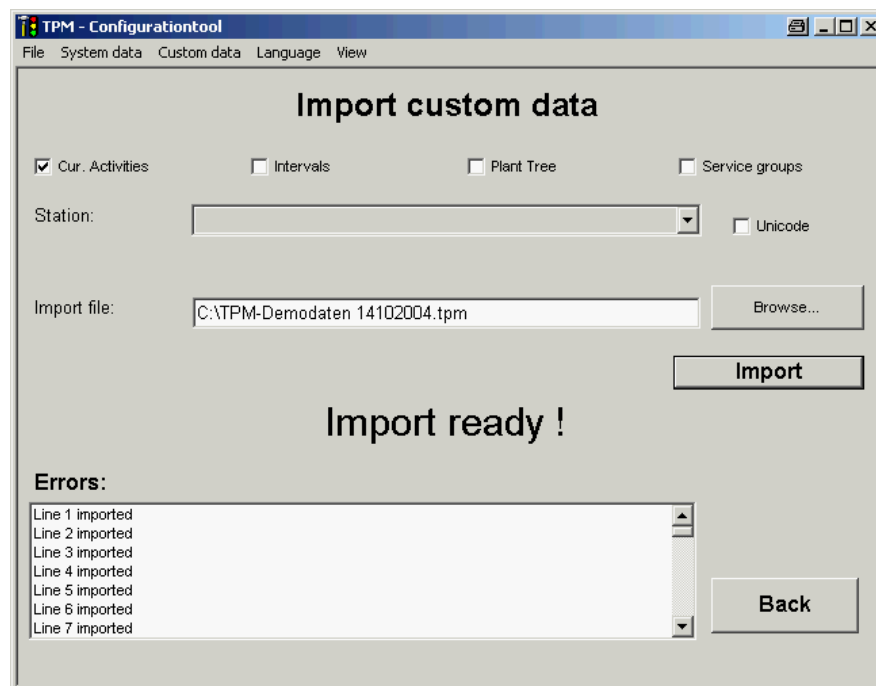 TPM - Configurationtool
File System data Custom data Language View
Import custom data
Cur. Activities Intervals Plant Tree Service groups
Station: Unicode
Import file: C:\TPM-Demodaten 14102004.tpm Browse...
Import
Import ready !
Errors:
Line 1 imported
Line 2 imported
Line 3 imported
Line 4 imported
Line 5 imported
Line 6 imported
Line 7 imported
Back